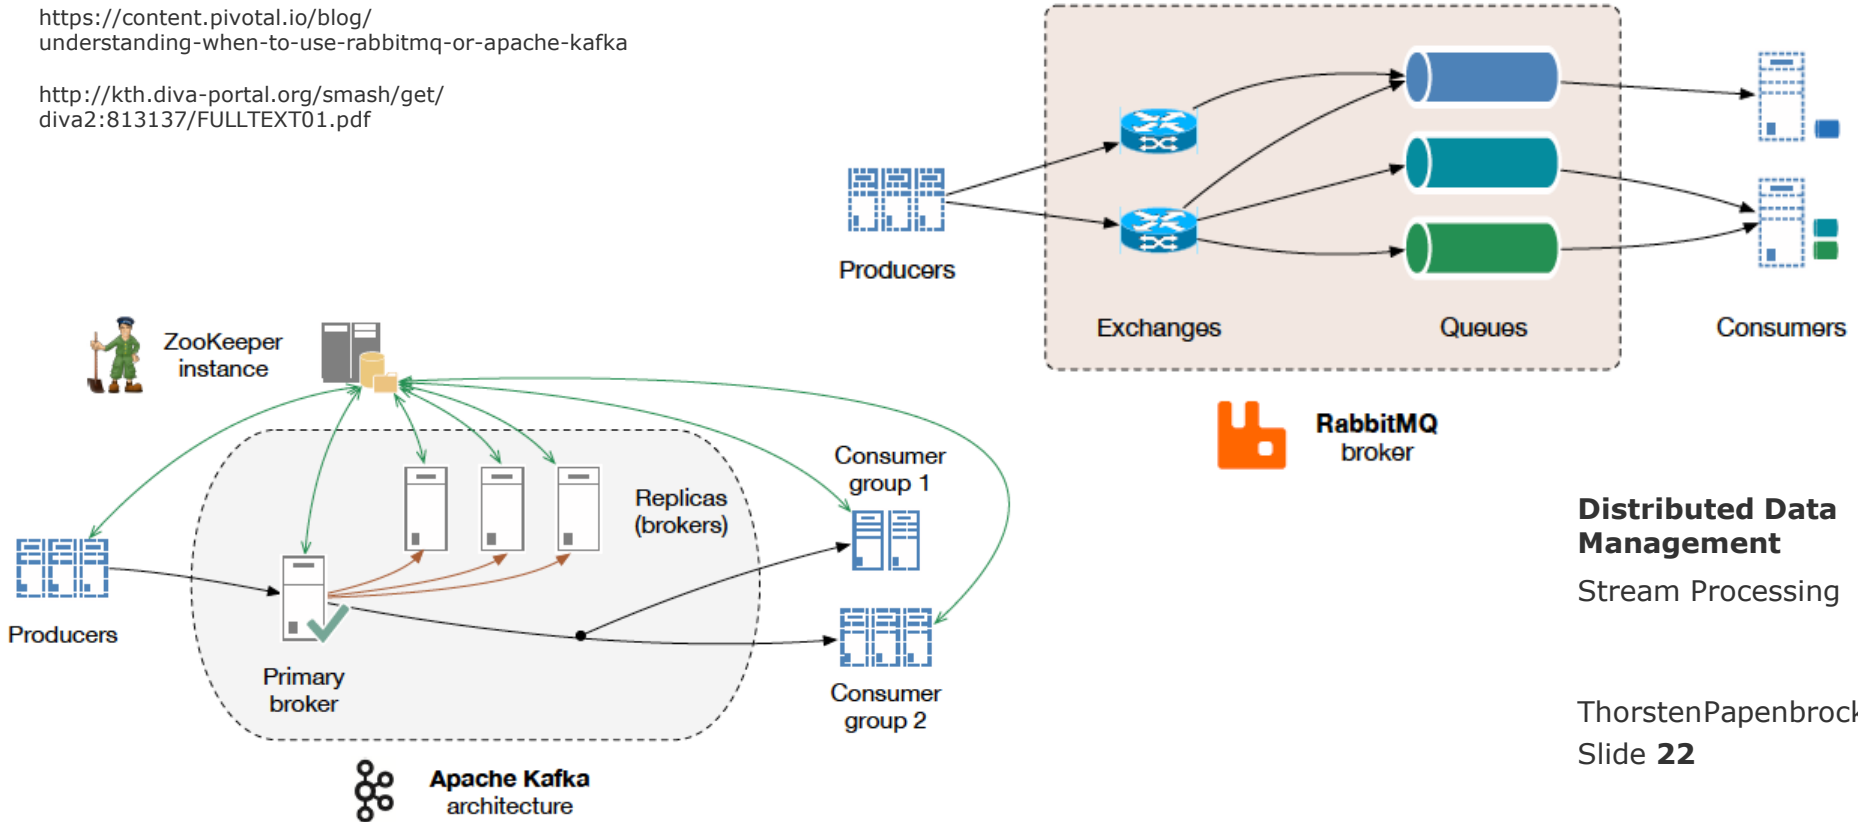 https://content.pivotal.io/blog/
understanding-when-to-use-rabbitmq-or-apache-kafka
http://kth.diva-portal.org/smash/get/
diva2:813137/FULLTEXT01.pdf
Producers
Exchanges
Queues
Consumers
RabbitMQ
broker
ZooKeeper
instance
Replicas
(brokers)
Consumer
group 1
Producers
Primary
broker
Consumer
group 2
Apache Kafka
architecture
Distributed Data
Management
Stream Processing
ThorstenPapenbrock
Slide 22